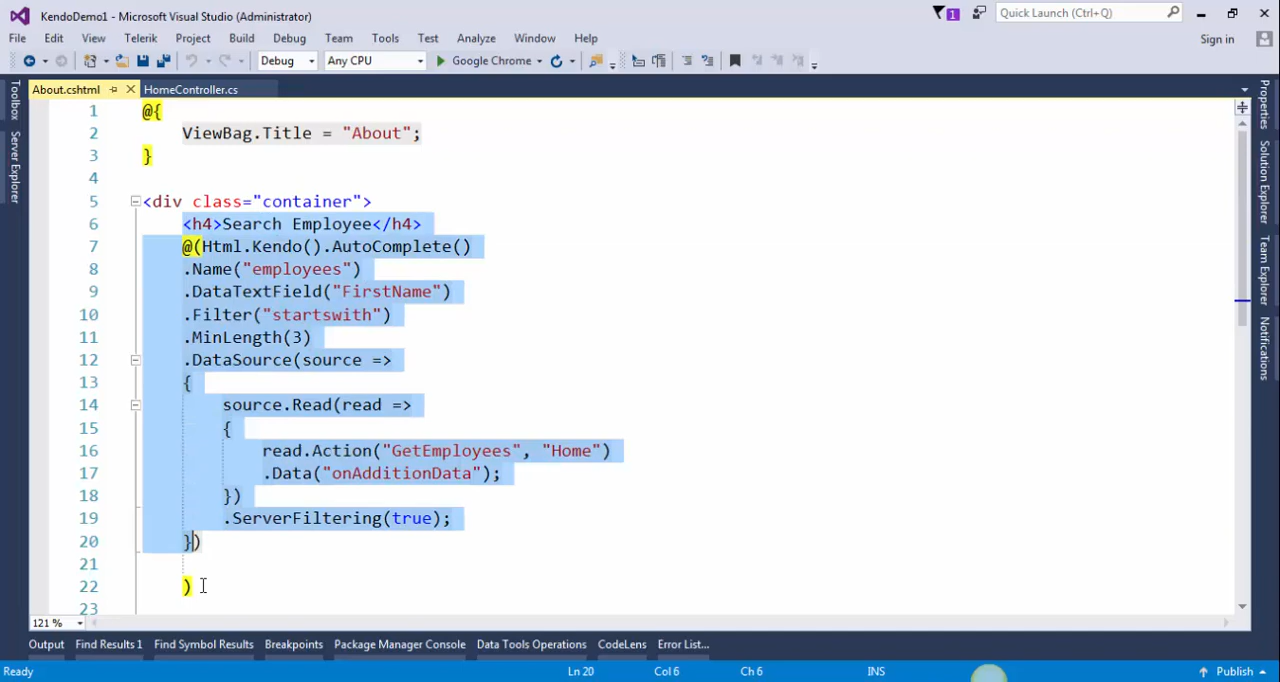 KendoDemo1 - Microsoft Visual Studio (Administrator)
1
Quick Launch (Ctrl+Q)
File Edit View Telerik Project Build Debug Team Tools Test Analyze Window Help
Sign in
Debug Any CPU Google Chrome
About.cshtml HomeController.cs
Toolbox
Server Explorer
Properties
Solution Explorer
Team Explorer
Notifications
1 @{
2 ViewBag.Title = "About";
3 }
4
5 <div class="container">
6 <h4>Search Employee</h4>
7 @(Html.Kendo().AutoComplete()
8 .Name("employees")
9 .DataTextField("FirstName")
10 .Filter("startswith")
11 .MinLength(3)
12 .DataSource(source =>
13 {
14 source.Read(read =>
15 {
16 read.Action("GetEmployees", "Home")
17 .Data("onAdditionData");
18 })
19 .ServerFiltering(true);
20 })
21
22 )
23
121 %
Output Find Results 1 Find Symbol Results Breakpoints Package Manager Console Data Tools Operations CodeLens Error List...
Ready Ln 20 Col 6 Ch 6 INS Publish